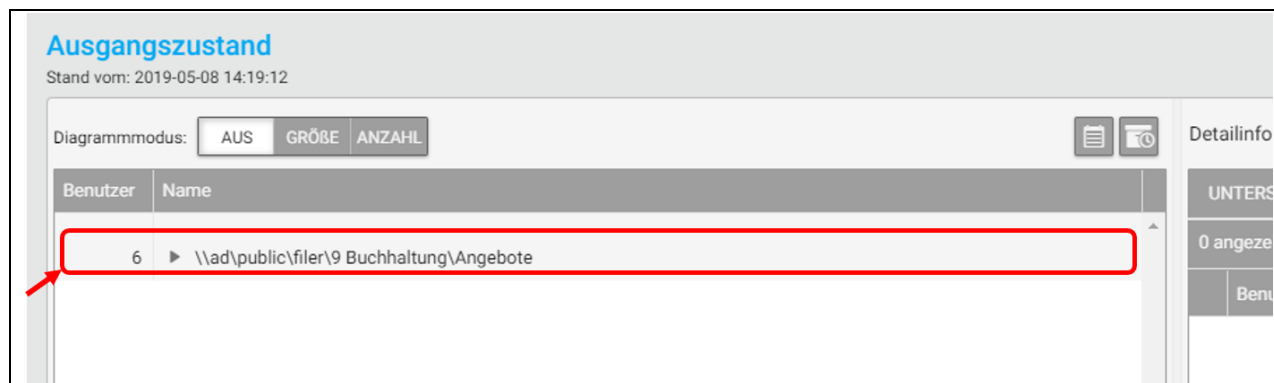 Ausgangszustand
Stand vom: 2019-05-08 14:19:12
Diagrammmodus: AUS GRÖßE ANZAHL
Detailinfo
Benutzer Name
UNTERS
6 \\ad\public\filer\9 Buchhaltung\Angebote
0 angeze
Benu